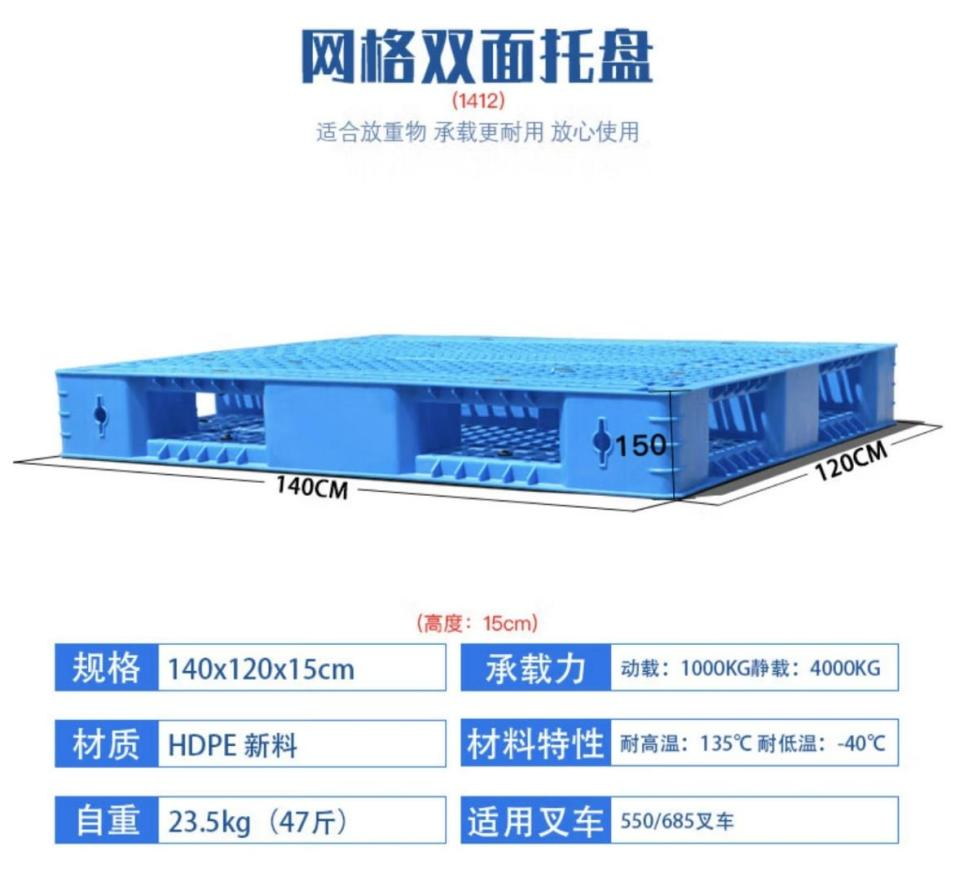 网格双面托盘
(1412)
适合放重物 承载更耐用 放心使用
150
140CM
120CM
(高度：15cm)
规格 140x120x15cm
承载力 动载：1000KG静载：4000KG
材质 HDPE 新料
材料特性 耐高温：135℃ 耐低温：-40℃
自重 23.5kg（47斤）
适用叉车 550/685叉车